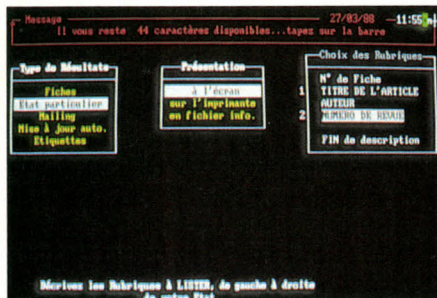 Message 27/03/88 11:55
Il vous reste 44 caractères disponibles...tapez sur la barre
Type de Résultats
Fiches
Etat particulier
Mailing
Mise à jour auto.
Etiquettes
Présentation
à l'écran
sur l'imprimante
en fichier info.
Choix des Rubriques
N° de Fiche
1 TITRE DE L'ARTICLE
AUTEUR
2 NUMERO DE REVUE
FIN de description
Décrivez les Rubriques à LISTER, de gauche à droite
de votre Etat